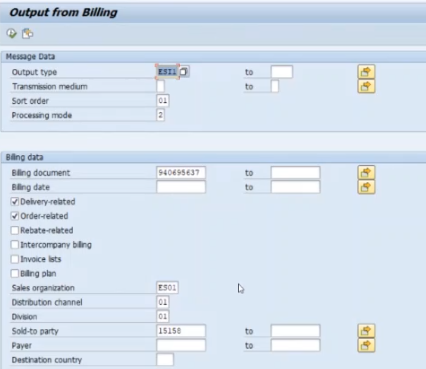 Output from Billing
Message Data
Output type to
Transmission medium to
Sort order 01
Processing mode 2
Billing data
Billing document 940695637 to
Billing date to
Delivery-related
Order-related
Rebate-related
Intercompany billing
Invoice lists
Billing plan
Sales organization ES01
Distribution channel 01
Division 01
Sold-to party 15158 to
Payer to
Destination country